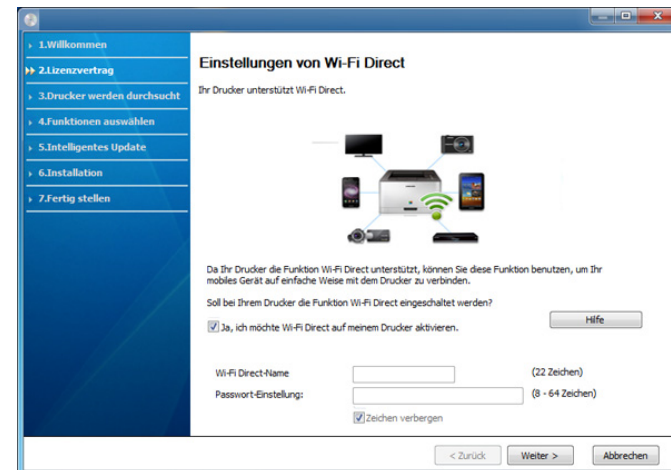 1.Willkommen
2.Lizenzvertrag
3.Drucker werden durchsucht
4.Funktionen auswählen
5.Intelligentes Update
6.Installation
7.Fertig stellen
Einstellungen von Wi-Fi Direct
Ihr Drucker unterstützt Wi-Fi Direct.
Da Ihr Drucker die Funktion Wi-Fi Direct unterstützt, können Sie diese Funktion benutzen, um Ihr
mobiles Gerät auf einfache Weise mit dem Drucker zu verbinden.
Soll bei Ihrem Drucker die Funktion Wi-Fi Direct eingeschaltet werden?
Ja, ich möchte Wi-Fi Direct auf meinem Drucker aktivieren.
Hilfe
Wi-Fi Direct-Name
(22 Zeichen)
Passwort-Einstellung:
(8 - 64 Zeichen)
Zeichen verbergen
< Zurück
Weiter >
Abbrechen